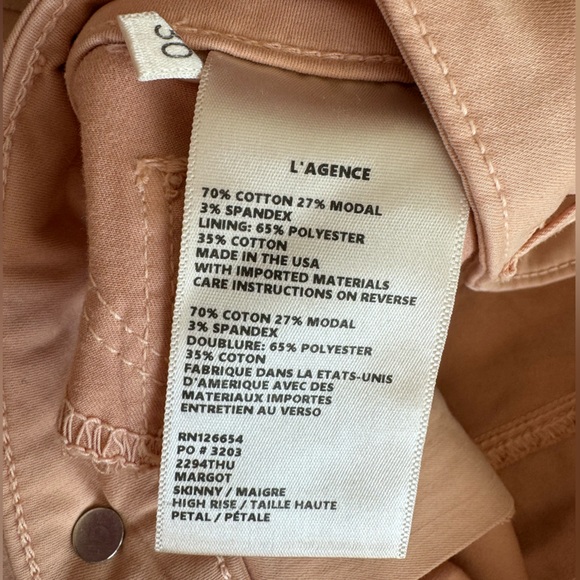 30
L'AGENCE
70% COTTON 27% MODAL
3% SPANDEX
LINING: 65% POLYESTER
35% COTTON
MADE IN THE USA
WITH IMPORTED MATERIALS
CARE INSTRUCTIONS ON REVERSE
70% COTTON 27% MODAL
3% SPANDEX
DOUBLURE: 65% POLYESTER
35% COTON
FABRIQUE DANS LA ETATS-UNIS
D'AMERIQUE AVEC DES
MATERIAUX IMPORTES
ENTRETIEN AU VERSO
RN126654
PO # 3203
2294THU
MARGOT
SKINNY / MAIGRE
HIGH RISE / TAILLE HAUTE
PETAL / PÉTALE